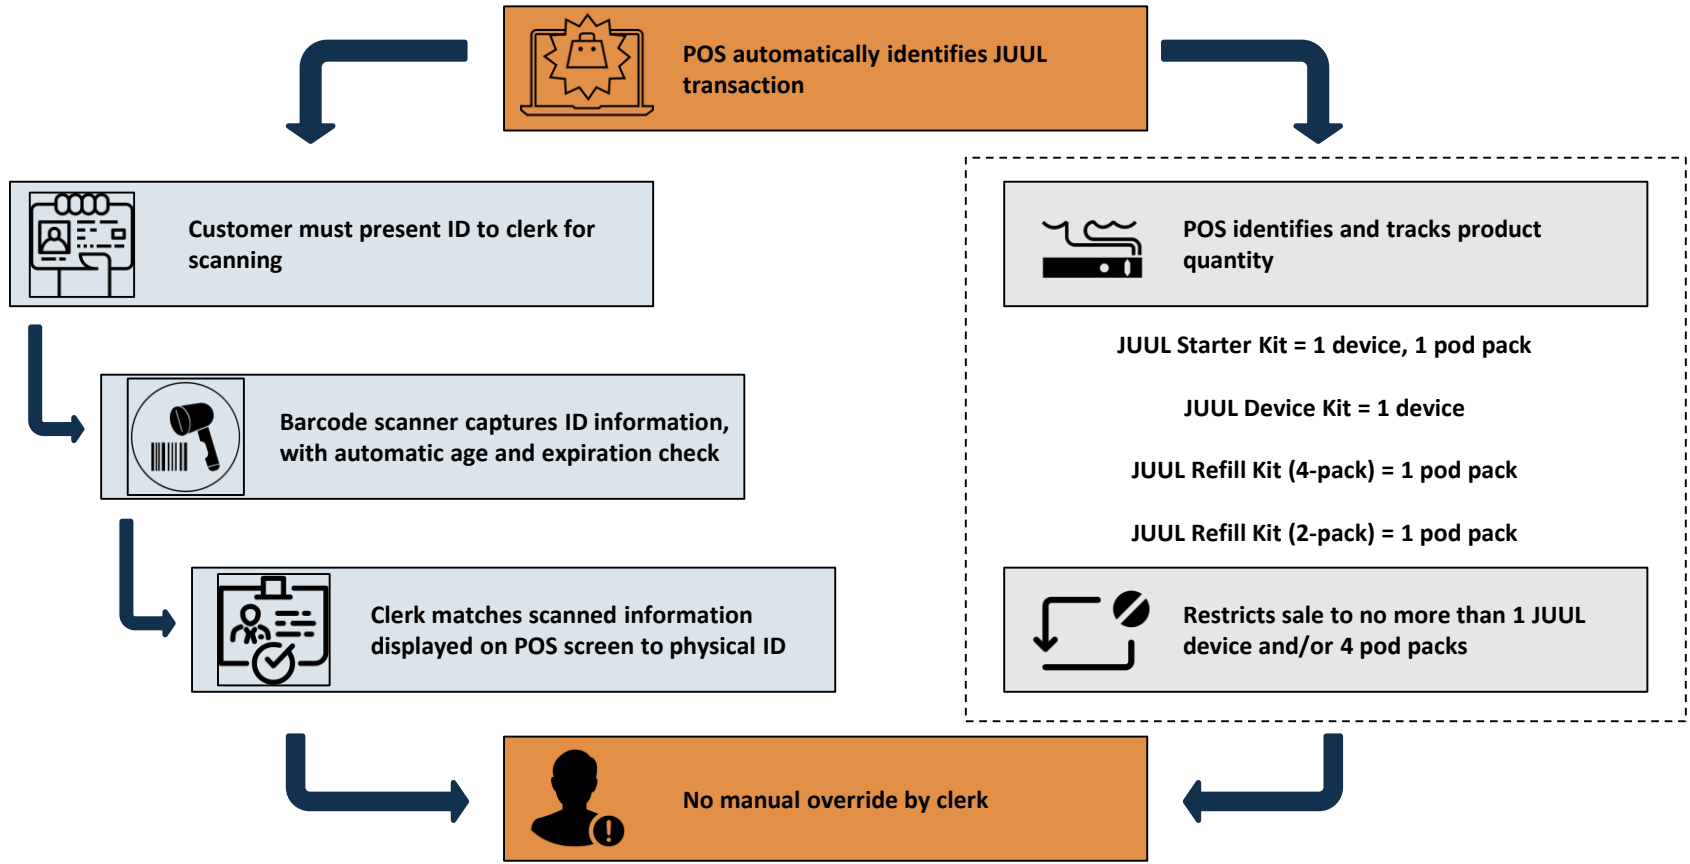 POS automatically identifies JUUL
transaction
Customer must present ID to clerk for
scanning
Barcode scanner captures ID information,
with automatic age and expiration check
Clerk matches scanned information
displayed on POS screen to physical ID
POS identifies and tracks product
quantity
JUUL Starter Kit = 1 device, 1 pod pack
JUUL Device Kit = 1 device
JUUL Refill Kit (4-pack) = 1 pod pack
JUUL Refill Kit (2-pack) = 1 pod pack
Restricts sale to no more than 1 JUUL
device and/or 4 pod packs
No manual override by clerk